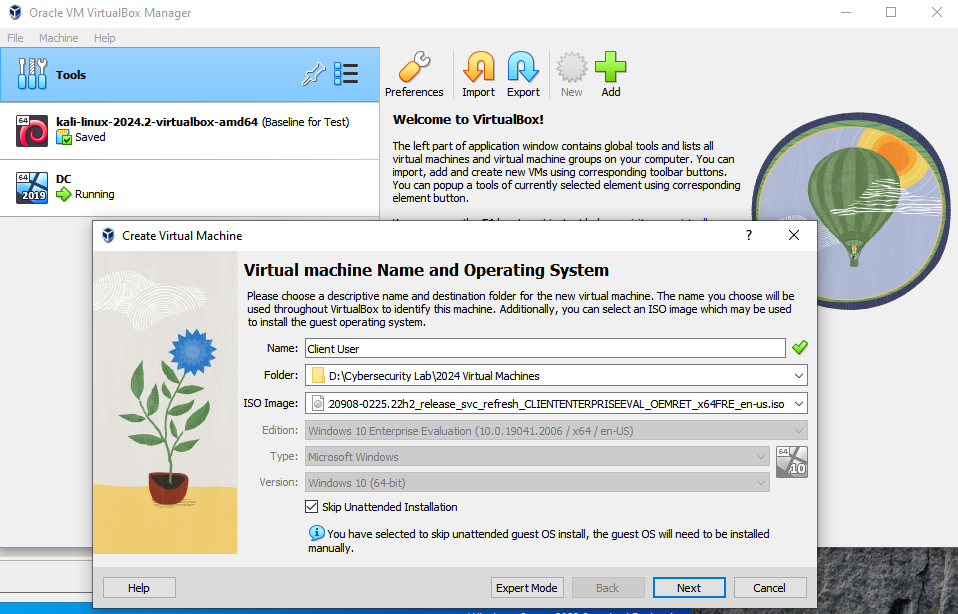 Oracle VM VirtualBox Manager
File Machine Help
Tools
Preferences Import Export New Add
64
kali-linux-2024.2-virtualbox-amd64 (Baseline for Test)
Saved
64
2019
DC
Running
Welcome to VirtualBox!
The left part of application window contains global tools and lists all
virtual machines and virtual machine groups on your computer. You can
import, add and create new VMs using corresponding toolbar buttons.
You can popup a tools of currently selected element using corresponding
element button.
Create Virtual Machine
?
Virtual machine Name and Operating System
Please choose a descriptive name and destination folder for the new virtual machine. The name you choose will be
used throughout VirtualBox to identify this machine. Additionally, you can select an ISO image which may be used
to install the guest operating system.
Name: Client User
Folder: D:\Cybersecurity Lab\2024 Virtual Machines
ISO Image: 20908-0225.22h2_release_svc_refresh_CLIENTENTERPRISEEVAL_OEMRET_x64FRE_en-us.iso
Edition: Windows 10 Enterprise Evaluation (10.0.19041.2006 / x64 / en-US)
Type: Microsoft Windows
64
10
Version: Windows 10 (64-bit)
Skip Unattended Installation
You have selected to skip unattended guest OS install, the guest OS will need to be installed
manually.
Help Expert Mode Back Next Cancel